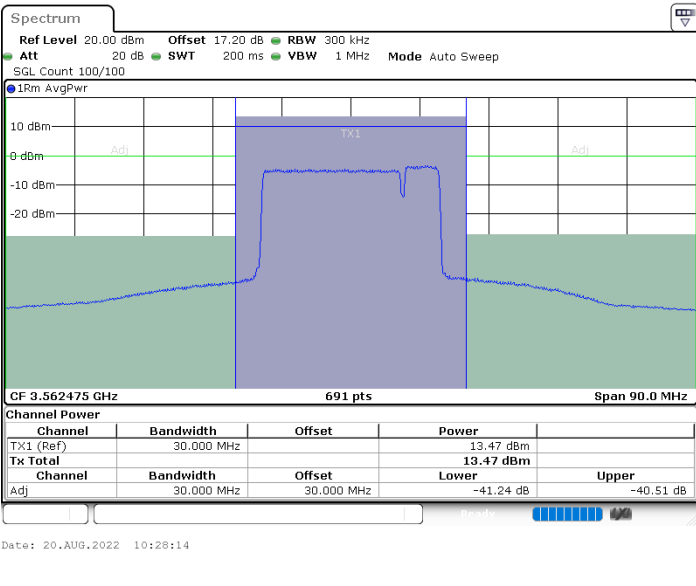 Spectrum
Ref Level 20.00 dBm Offset 17.20 dB RBW 300 kHz
Att 20 dB SWT 200 ms VBW 1 MHz Mode Auto Sweep
SGL Count 100/100
1Rm AvgPwr
10 dBm
TX1
Adj Adj
0 dBm
-10 dBm
-20 dBm
CF 3.562475 GHz 691 pts Span 90.0 MHz
Channel Power
Channel Bandwidth Offset Power
TX1 (Ref) 30.000 MHz 13.47 dBm
Tx Total 13.47 dBm
Channel Bandwidth Offset Lower Upper
Adj 30.000 MHz 30.000 MHz -41.24 dB -40.51 dB
Ready
Date: 20.AUG.2022 10:28:14